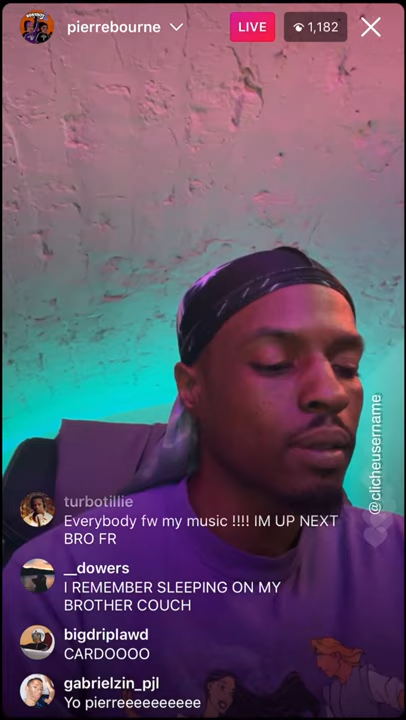 pierrebourne
LIVE
1,182
@clicheusername
turbotillie
Everybody fw my music !!!! IM UP NEXT
BRO FR
__dowers
I REMEMBER SLEEPING ON MY
BROTHER COUCH
bigdriplawd
CARDOOOO
gabrielzin_pjl
Yo pierreeeeeeeeee